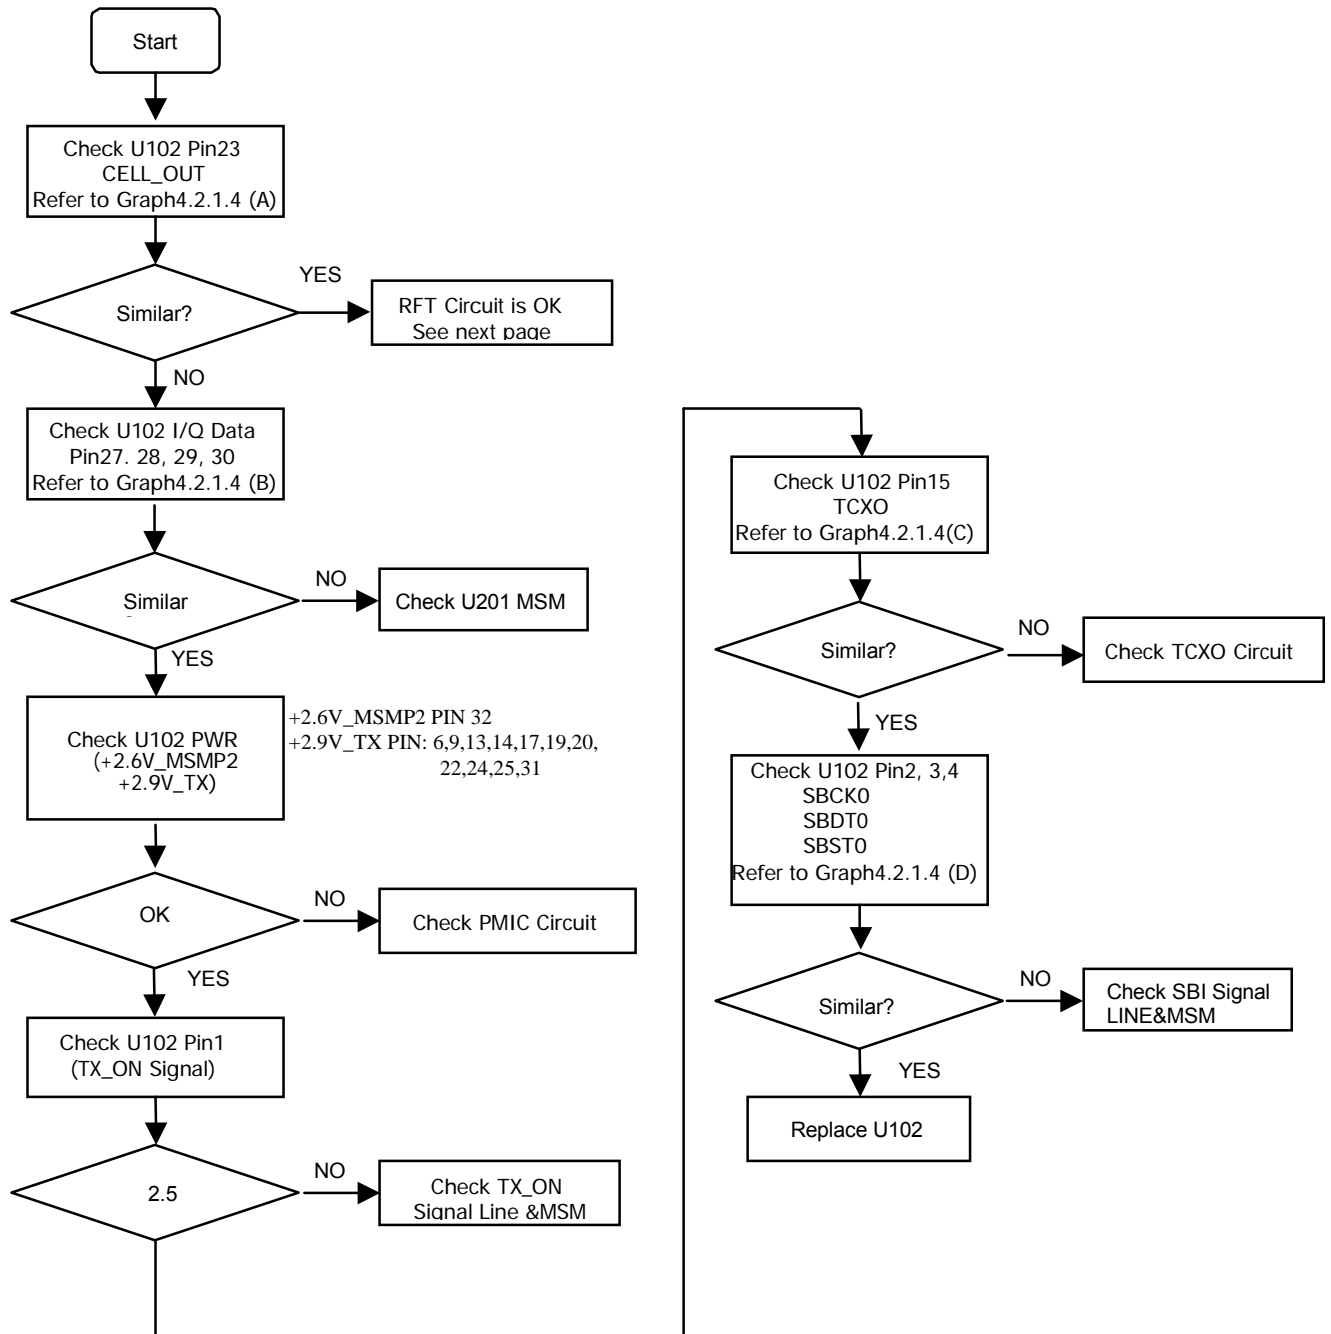 Start
Check U102 Pin23
CELL_OUT
Refer to Graph4.2.1.4 (A)
Similar?
YES
RFT Circuit is OK
See next page
NO
Check U102 I/Q Data
Pin27. 28, 29, 30
Refer to Graph4.2.1.4 (B)
Similar
NO
Check U201 MSM
YES
Check U102 PWR
(+2.6V_MSMP2
+2.9V_TX)
+2.6V_MSMP2 PIN 32
+2.9V_TX PIN: 6,9,13,14,17,19,20,
22,24,25,31
OK
NO
Check PMIC Circuit
YES
Check U102 Pin1
(TX_ON Signal)
2.5
NO
Check TX_ON
Signal Line &MSM
Check U102 Pin15
TCXO
Refer to Graph4.2.1.4(C)
Similar?
NO
Check TCXO Circuit
YES
Check U102 Pin2, 3,4
SBCK0
SBDT0
SBST0
Refer to Graph4.2.1.4 (D)
Similar?
NO
Check SBI Signal
LINE&MSM
YES
Replace U102